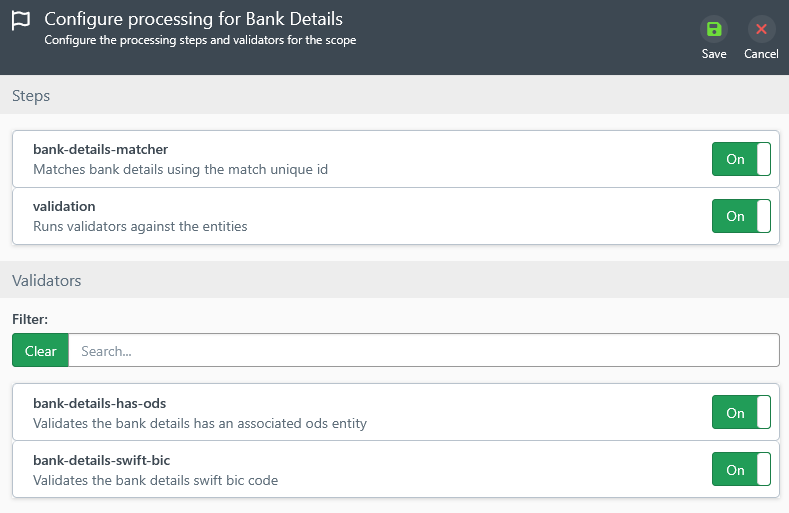 Configure processing for Bank Details
Configure the processing steps and validators for the scope
Save
Cancel
Steps
bank-details-matcher
Matches bank details using the match unique id
On
validation
Runs validators against the entities
On
Validators
Filter:
Clear
Search...
bank-details-has-ods
Validates the bank details has an associated ods entity
On
bank-details-swift-bic
Validates the bank details swift bic code
On